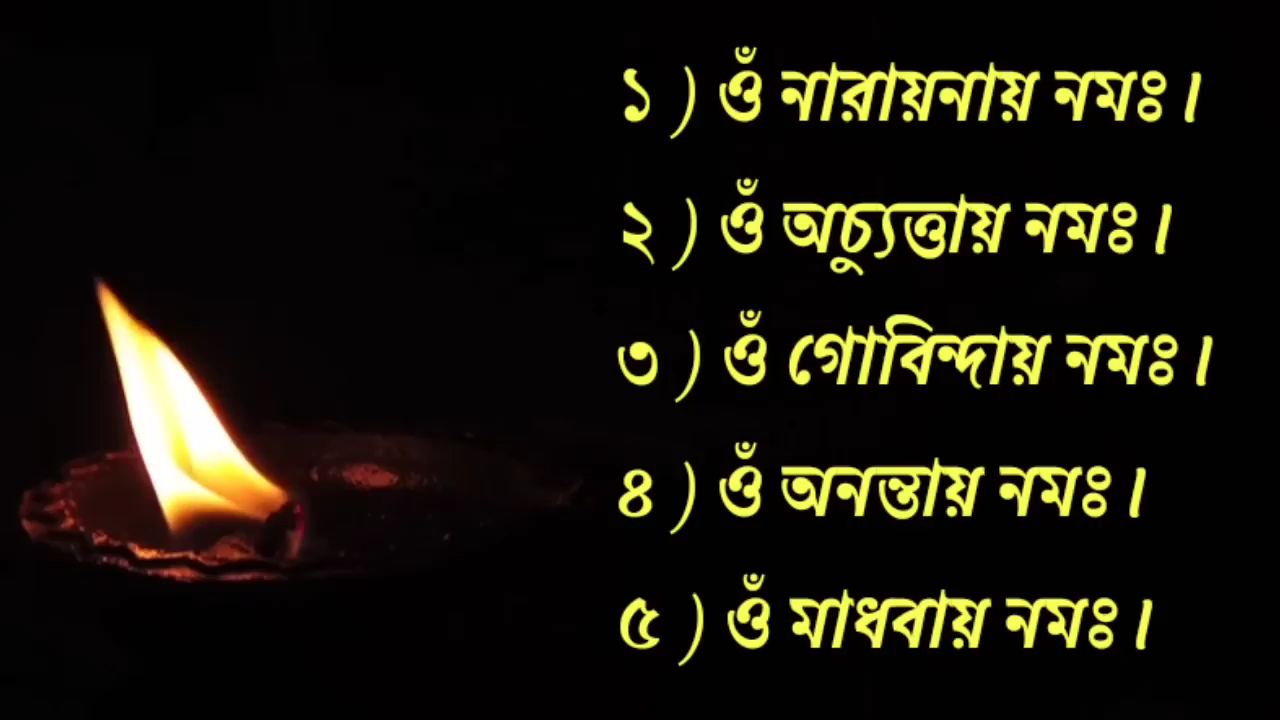 ১ ) ওঁ নারায়নায় নমঃ।
২ ) ওঁ অচ্যুত্তায় নমঃ।
৩ ) ওঁ গোবিন্দায় নমঃ।
৪ ) ওঁ অনন্তায় নমঃ।
৫ ) ওঁ মাধবায় নমঃ।